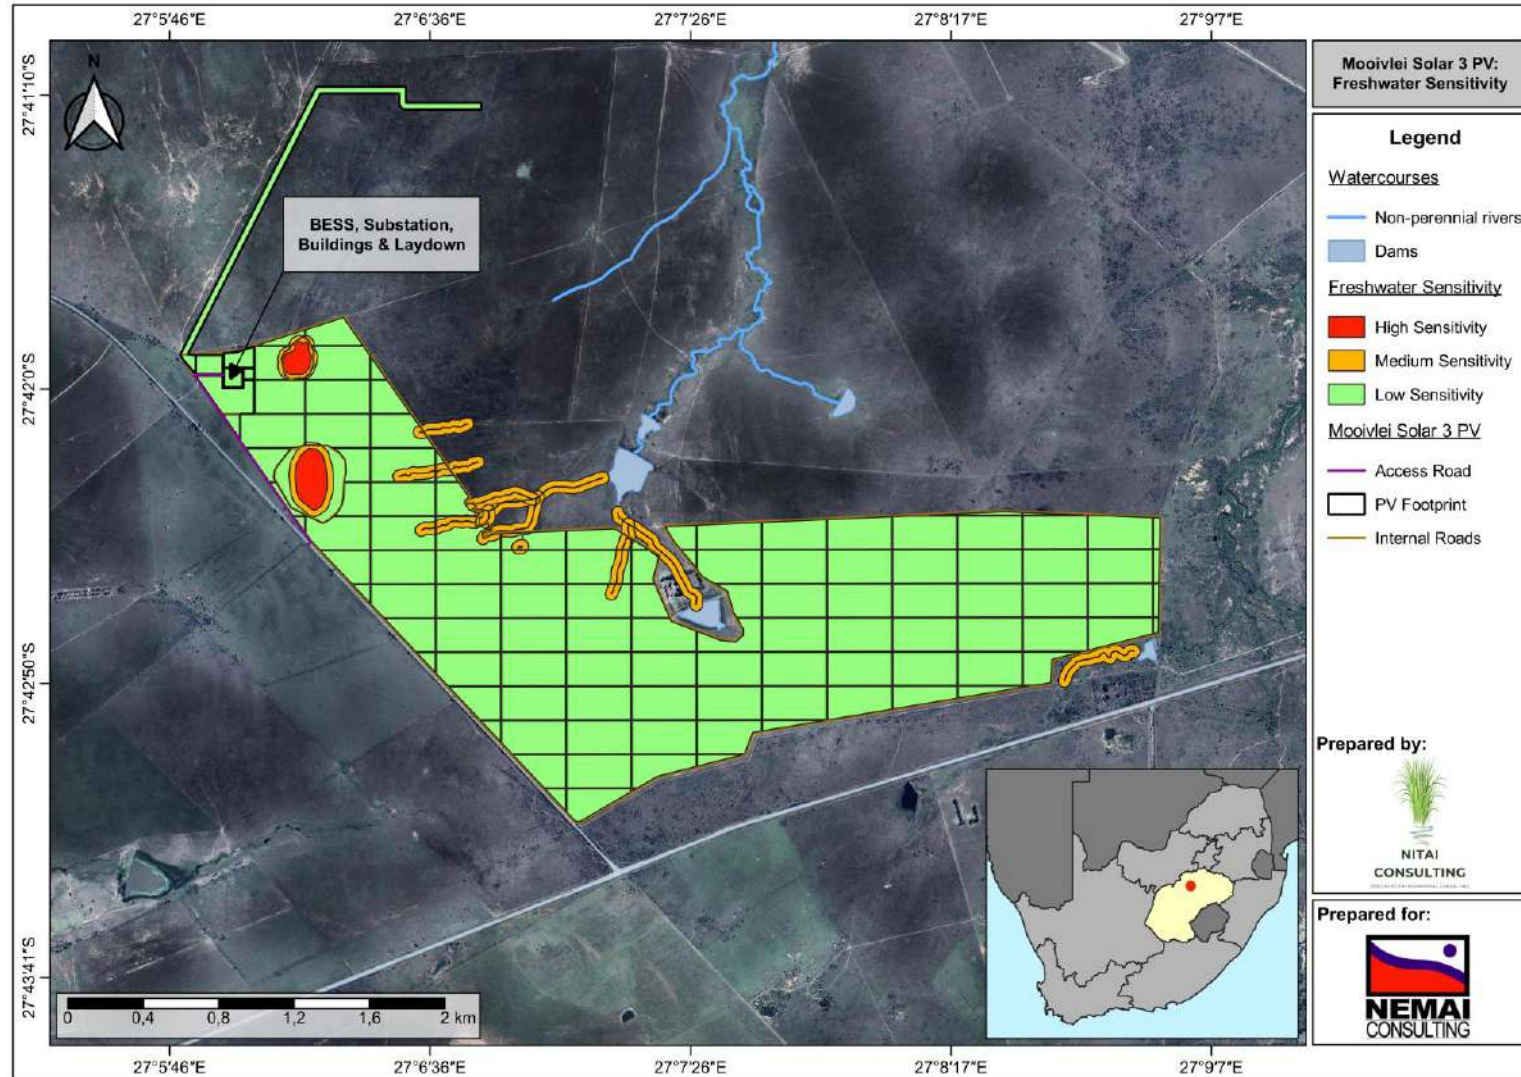 27°5'46"E
27°6'36"E
27°7'26"E
27°8'17"E
27°9'7"E
27°41'10"S
27°42'0"S
27°42'50"S
27°43'41"S
N
BESS, Substation,
Buildings & Laydown
0
0,4
0,8
1,2
1,6
2 km
27°5'46"E
27°6'36"E
27°7'26"E
27°8'17"E
27°9'7"E
Mooivlei Solar 3 PV:
Freshwater Sensitivity
Legend
Watercourses
Non-perennial rivers
Dams
Freshwater Sensitivity
High Sensitivity
Medium Sensitivity
Low Sensitivity
Mooivlei Solar 3 PV
Access Road
PV Footprint
Internal Roads
Prepared by:
NITAI
CONSULTING
Prepared for:
NEMAI
CONSULTING